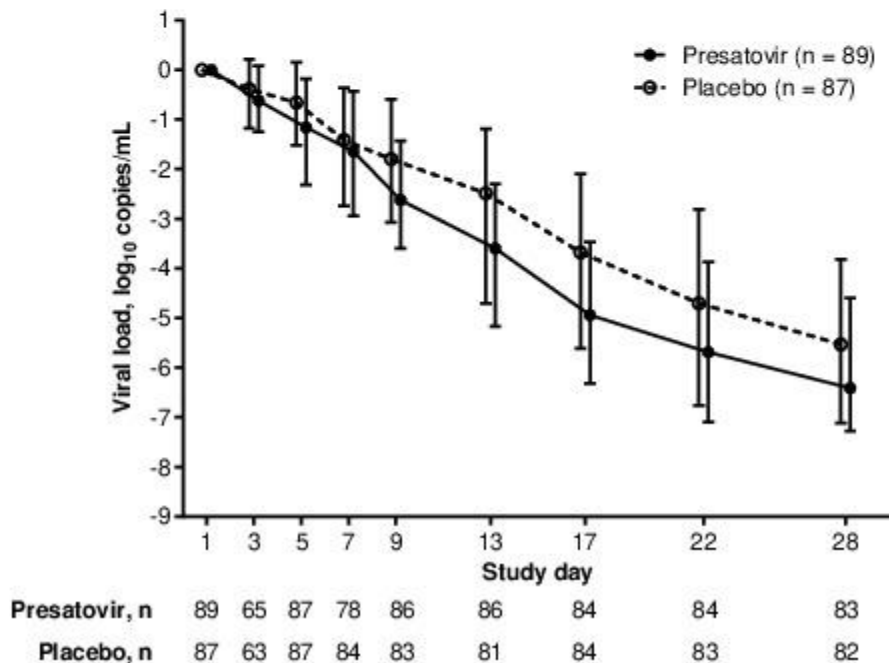 1
0
-1
-2
-3
-4
-5
-6
-7
-8
-9
Viral load, log10 copies/mL
Presatovir (n = 89)
Placebo (n = 87)
1 3 5 7 9 13 17 22 28
Study day
Presatovir, n 89 65 87 78 86 86 84 84 83
Placebo, n 87 63 87 84 83 81 84 83 82